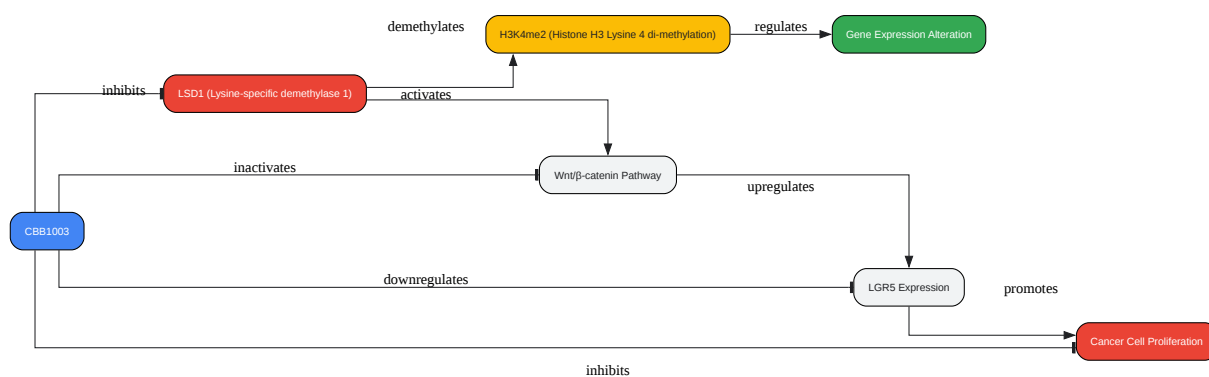 demethylates
H3K4me2 (Histone H3 Lysine 4 di-methylation)
regulates
Gene Expression Alteration
inhibits
LSD1 (Lysine-specific demethylase 1)
activates
inactivates
Wnt/β-catenin Pathway
upregulates
CBB1003
downregulates
LGR5 Expression
promotes
Cancer Cell Proliferation
inhibits